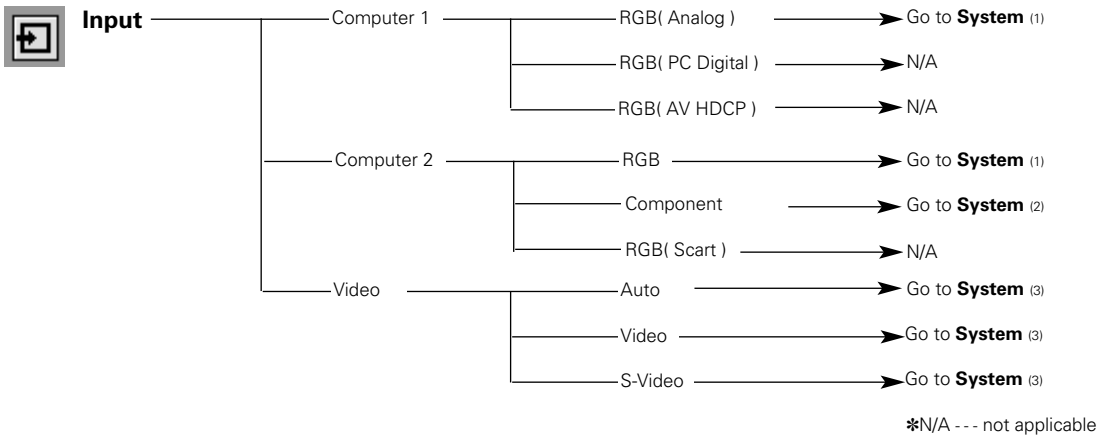 Input Computer 1 RGB( Analog ) Go to System (1)
RGB( PC Digital ) N/A
RGB( AV HDCP ) N/A
Computer 2 RGB Go to System (1)
Component Go to System (2)
RGB( Scart ) N/A
Video Auto Go to System (3)
Video Go to System (3)
S-Video Go to System (3)
✽N/A - - - not applicable